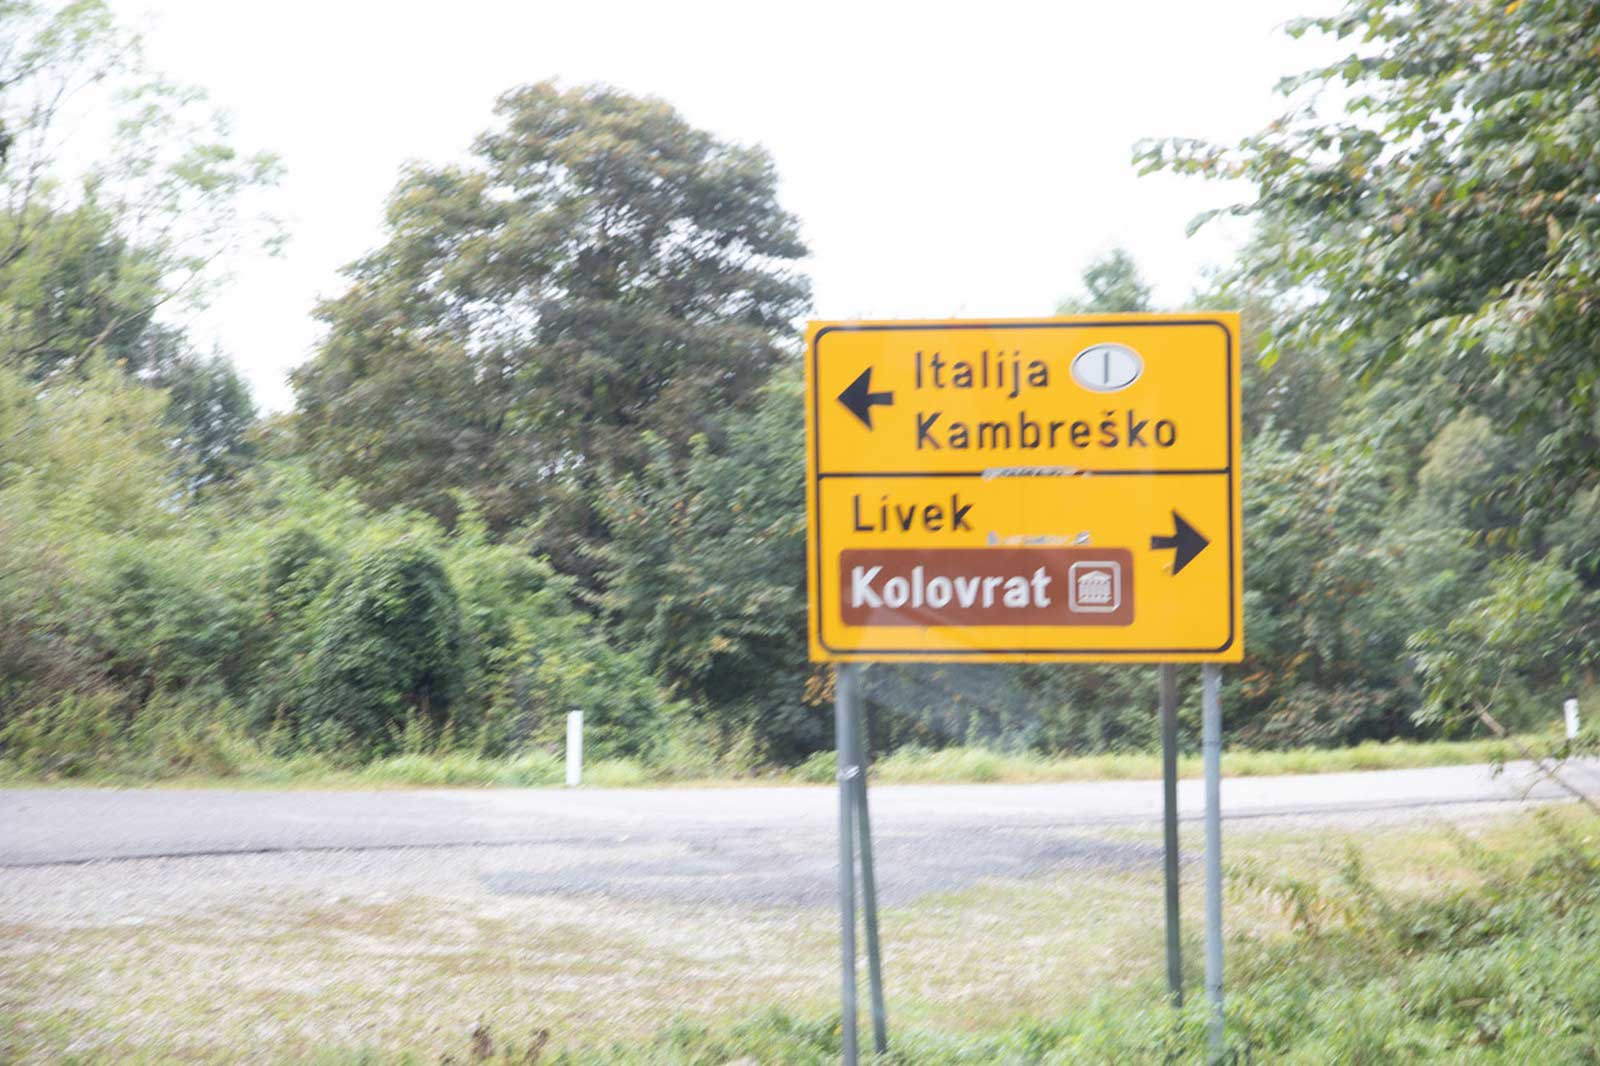 Italija I
Kambreško
Livek
Kolovrat